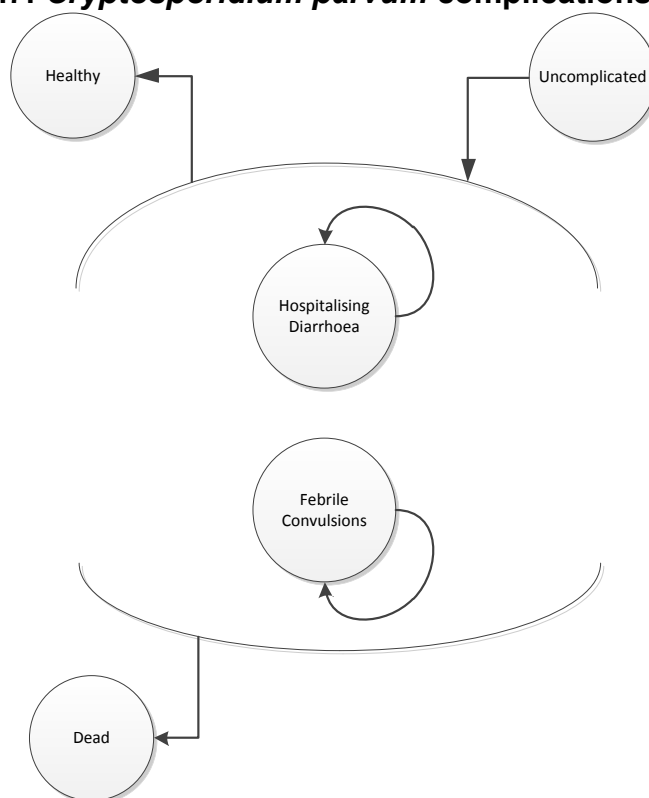 Cryptosporidium parvum complications
Healthy
Uncomplicated
Hospitalising
Diarrhoea
Febrile
Convulsions
Dead